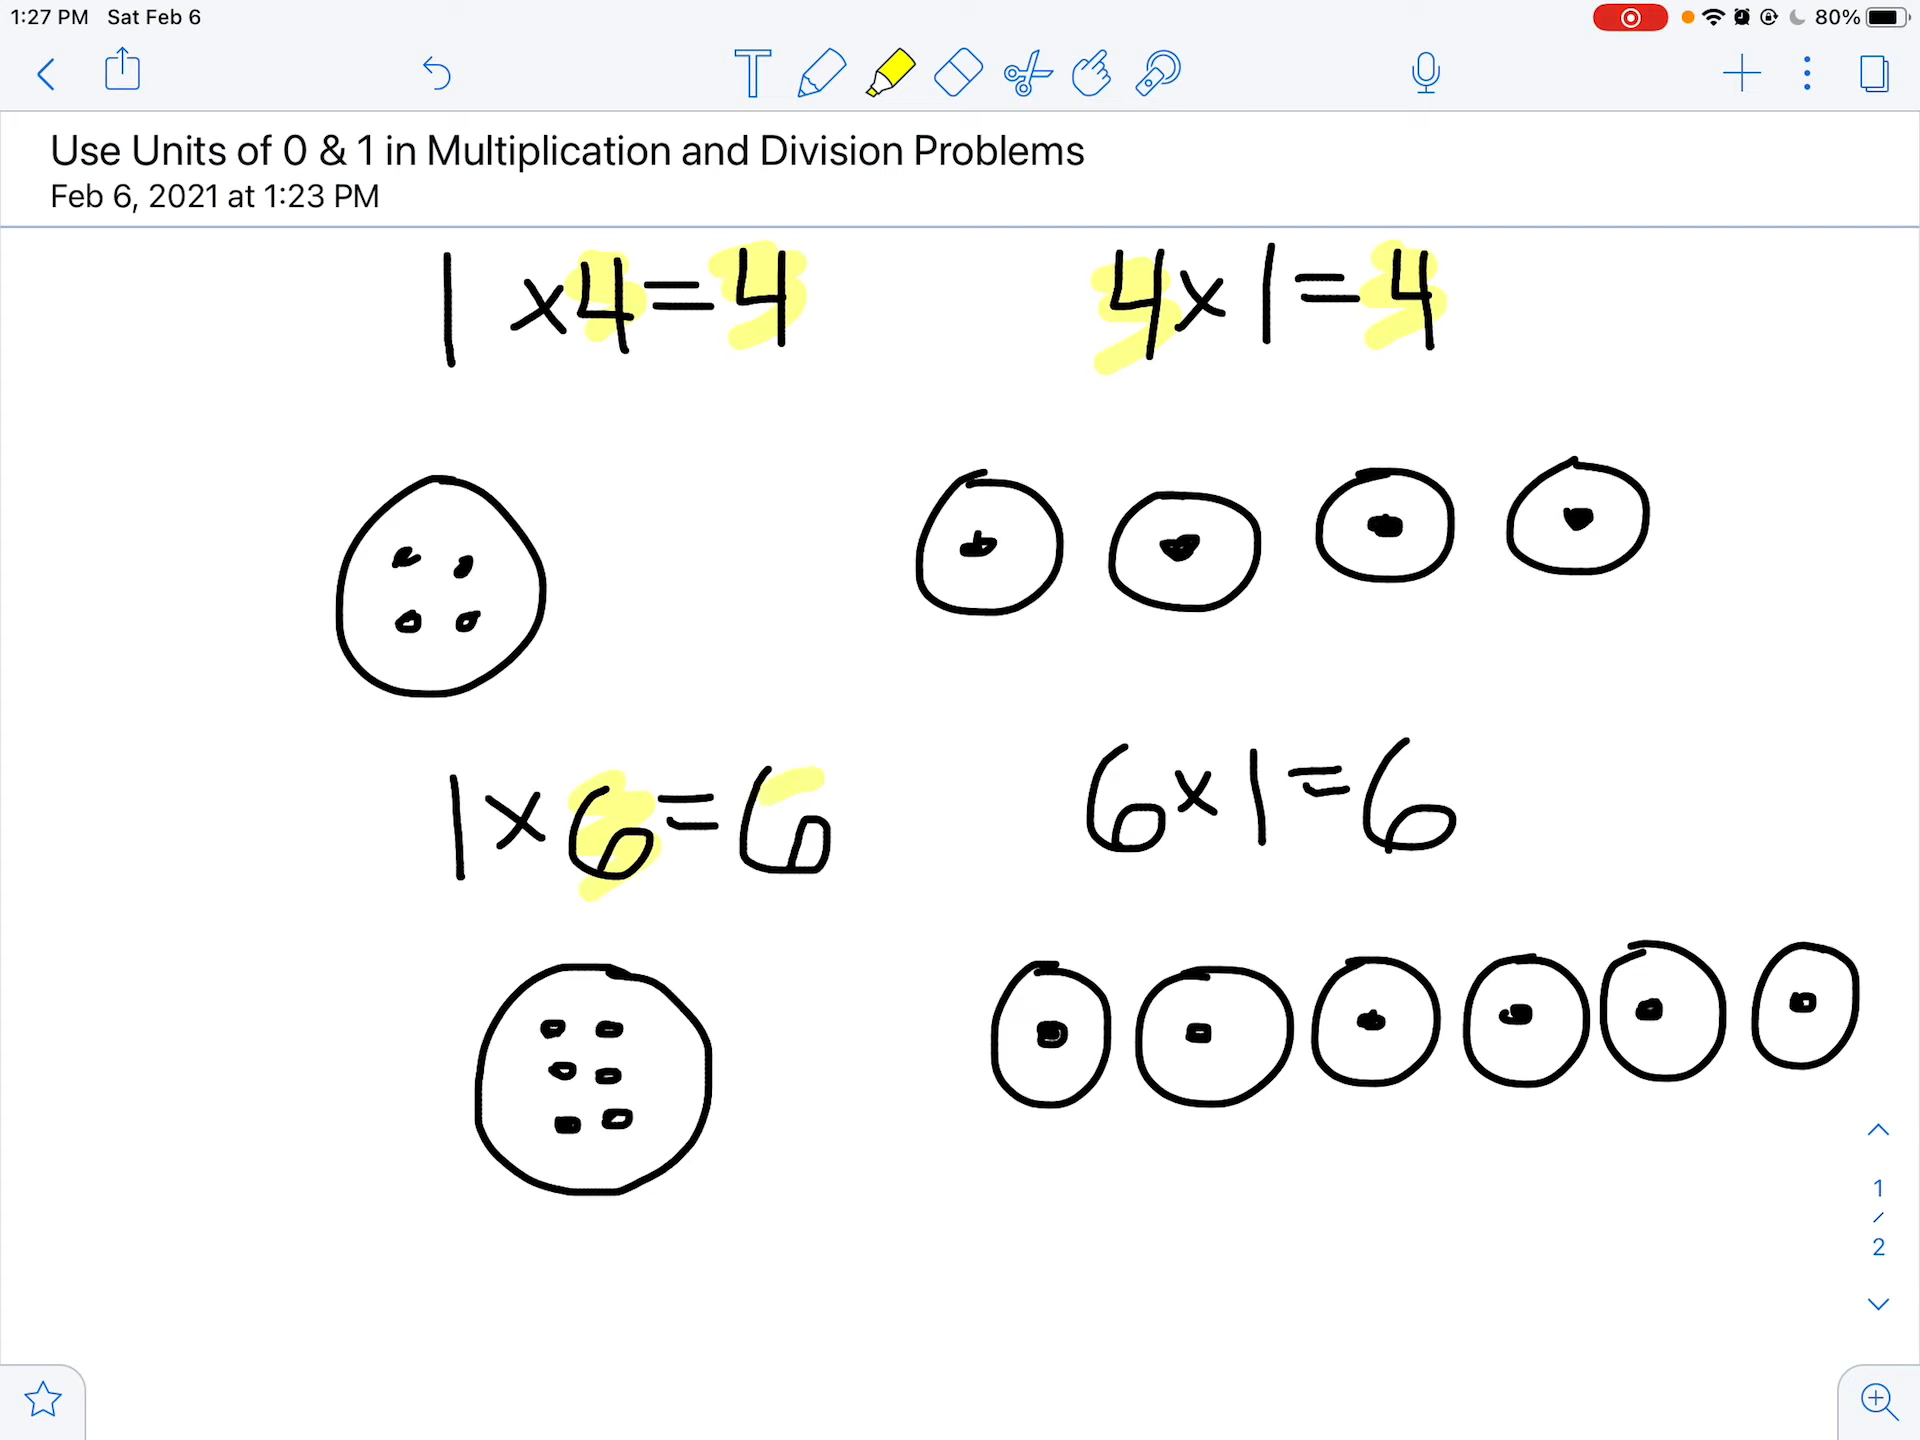 1:27 PM Sat Feb 6 80%
T
Use Units of 0 & 1 in Multiplication and Division Problems
Feb 6, 2021 at 1:23 PM
1 x 4 = 4 4 x 1 = 4
1 x 6 = 6 6 x 1 = 6
1
/
2